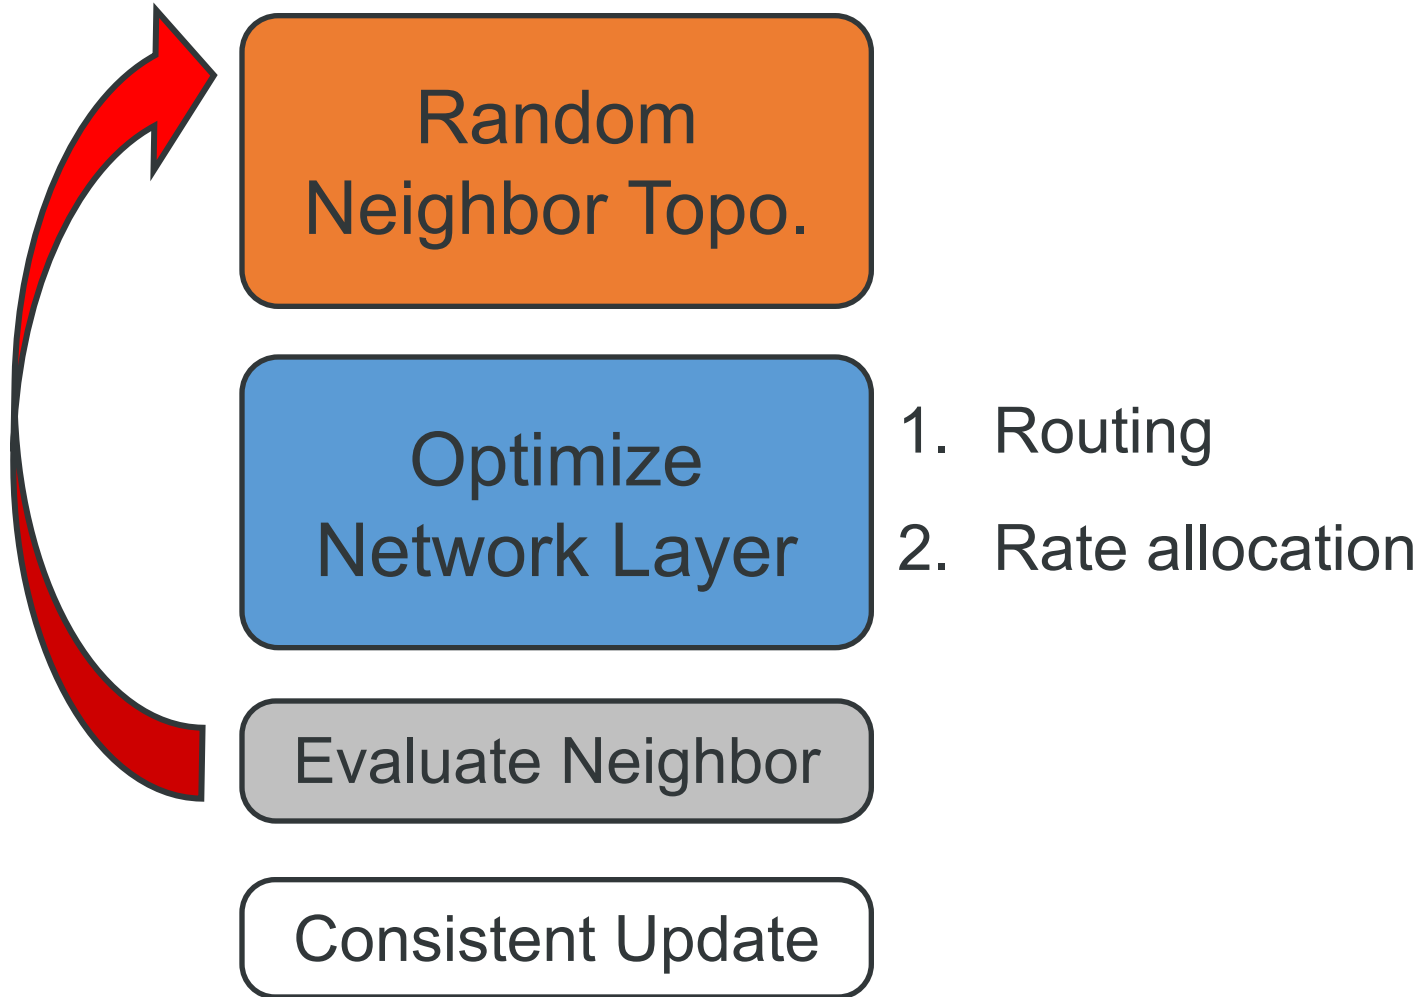 Random
Neighbor Topo.
Optimize
Network Layer
1. Routing
2. Rate allocation
Evaluate Neighbor
Consistent Update